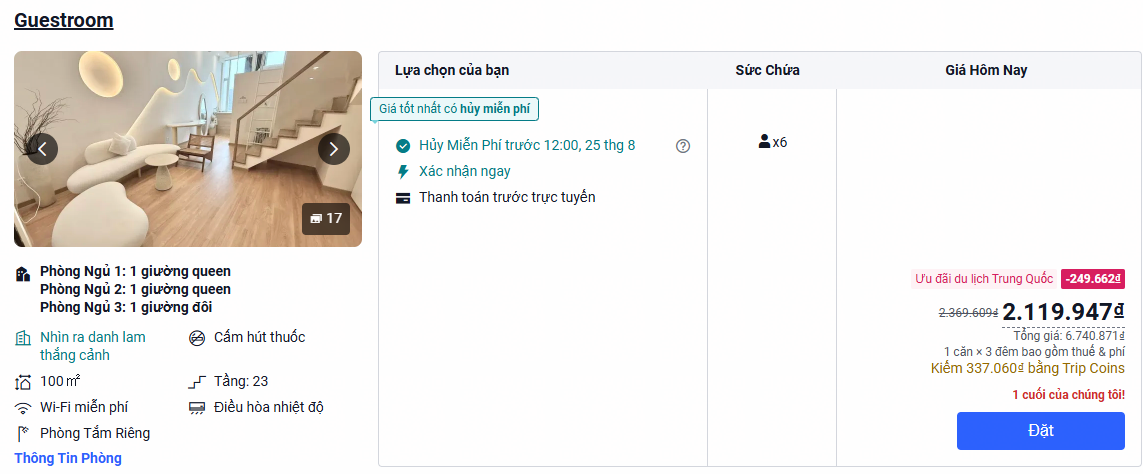 Guestroom
17
Phòng Ngủ 1: 1 giường queen
Phòng Ngủ 2: 1 giường queen
Phòng Ngủ 3: 1 giường đôi
Nhìn ra danh lam
thắng cảnh
Cấm hút thuốc
100㎡
Tầng: 23
Wi-Fi miễn phí
Điều hòa nhiệt độ
Phòng Tắm Riêng
Thông Tin Phòng
Lựa chọn của bạn
Sức Chứa
Giá Hôm Nay
Giá tốt nhất có hủy miễn phí
Hủy Miễn Phí trước 12:00, 25 thg 8
Xác nhận ngay
Thanh toán trước trực tuyến
x6
Ưu đãi du lịch Trung Quốc -249.662₫
2.369.609₫ 2.119.947₫
Tổng giá: 6.740.871₫
1 căn × 3 đêm bao gồm thuế & phí
Kiếm 337.060₫ bằng Trip Coins
1 cuối của chúng tôi!
Đặt